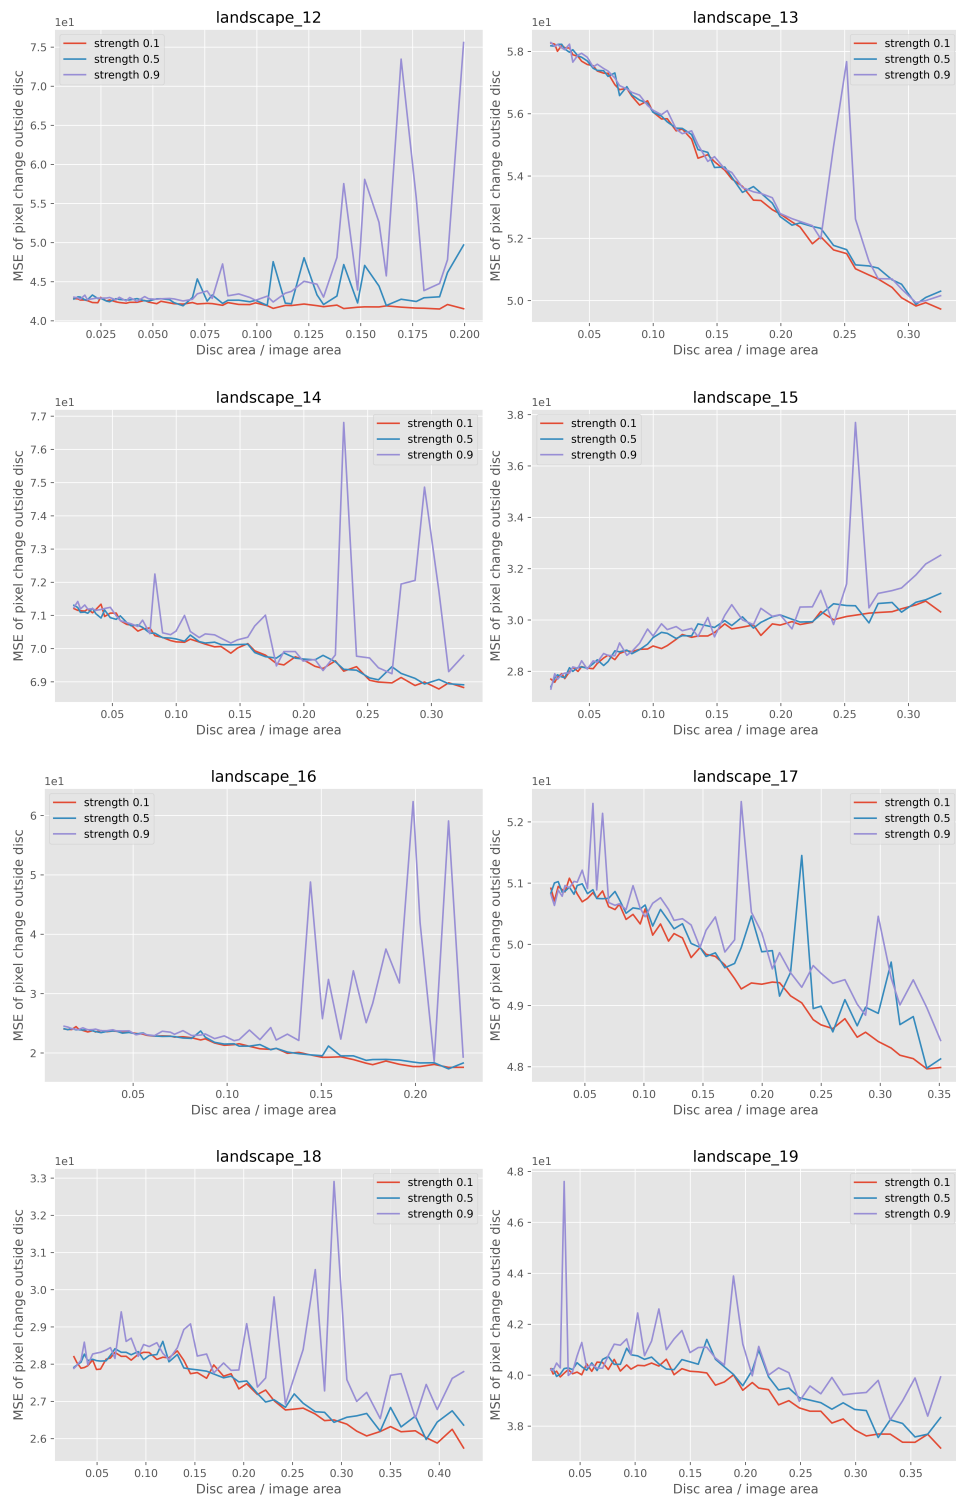 landscape_12
1e1
strength 0.1
strength 0.5
strength 0.9
MSE of pixel change outside disc
7.5
7.0
6.5
6.0
5.5
5.0
4.5
4.0
0.025 0.050 0.075 0.100 0.125 0.150 0.175 0.200
Disc area / image area
landscape_13
1e1
strength 0.1
strength 0.5
strength 0.9
MSE of pixel change outside disc
5.8
5.6
5.4
5.2
5.0
0.05 0.10 0.15 0.20 0.25 0.30
Disc area / image area
landscape_14
1e1
strength 0.1
strength 0.5
strength 0.9
MSE of pixel change outside disc
7.7
7.6
7.5
7.4
7.3
7.2
7.1
7.0
6.9
0.05 0.10 0.15 0.20 0.25 0.30
Disc area / image area
landscape_15
1e1
strength 0.1
strength 0.5
strength 0.9
MSE of pixel change outside disc
3.8
3.6
3.4
3.2
3.0
2.8
0.05 0.10 0.15 0.20 0.25 0.30
Disc area / image area
landscape_16
1e1
strength 0.1
strength 0.5
strength 0.9
MSE of pixel change outside disc
6
5
4
3
2
0.05 0.10 0.15 0.20
Disc area / image area
landscape_17
1e1
strength 0.1
strength 0.5
strength 0.9
MSE of pixel change outside disc
5.2
5.1
5.0
4.9
4.8
0.05 0.10 0.15 0.20 0.25 0.30 0.35
Disc area / image area
landscape_18
1e1
strength 0.1
strength 0.5
strength 0.9
MSE of pixel change outside disc
3.3
3.2
3.1
3.0
2.9
2.8
2.7
2.6
0.05 0.10 0.15 0.20 0.25 0.30 0.35 0.40
Disc area / image area
landscape_19
1e1
strength 0.1
strength 0.5
strength 0.9
MSE of pixel change outside disc
4.8
4.6
4.4
4.2
4.0
3.8
0.05 0.10 0.15 0.20 0.25 0.30 0.35
Disc area / image area